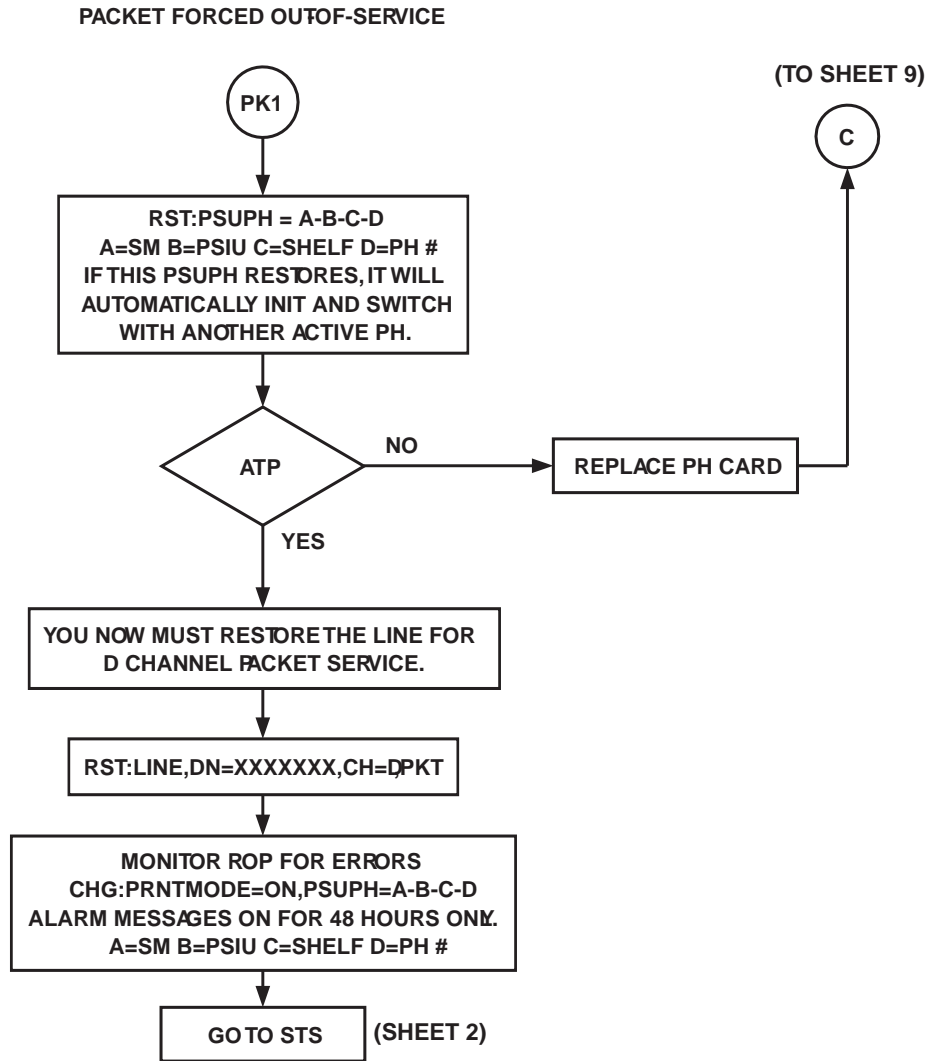 PACKET FORCED OUT-OF-SERVICE
PK1
(TO SHEET 9)
C
RST:PSUPH = A-B-C-D
A=SM B=PSIU C=SHELF D=PH #
IF THIS PSUPH RESTORES, IT WILL
AUTOMATICALLY INIT AND SWITCH
WITH ANOTHER ACTIVE PH.
ATP
NO
REPLACE PH CARD
YES
YOU NOW MUST RESTORE THE LINE FOR
D CHANNEL PACKET SERVICE.
RST:LINE,DN=XXXXXXX,CH=D,PKT
MONITOR ROP FOR ERRORS
CHG:PRNTMODE=ON,PSUPH=A-B-C-D
ALARM MESSAGES ON FOR 48 HOURS ONLY.
A=SM B=PSIU C=SHELF D=PH #
GO TO STS
(SHEET 2)